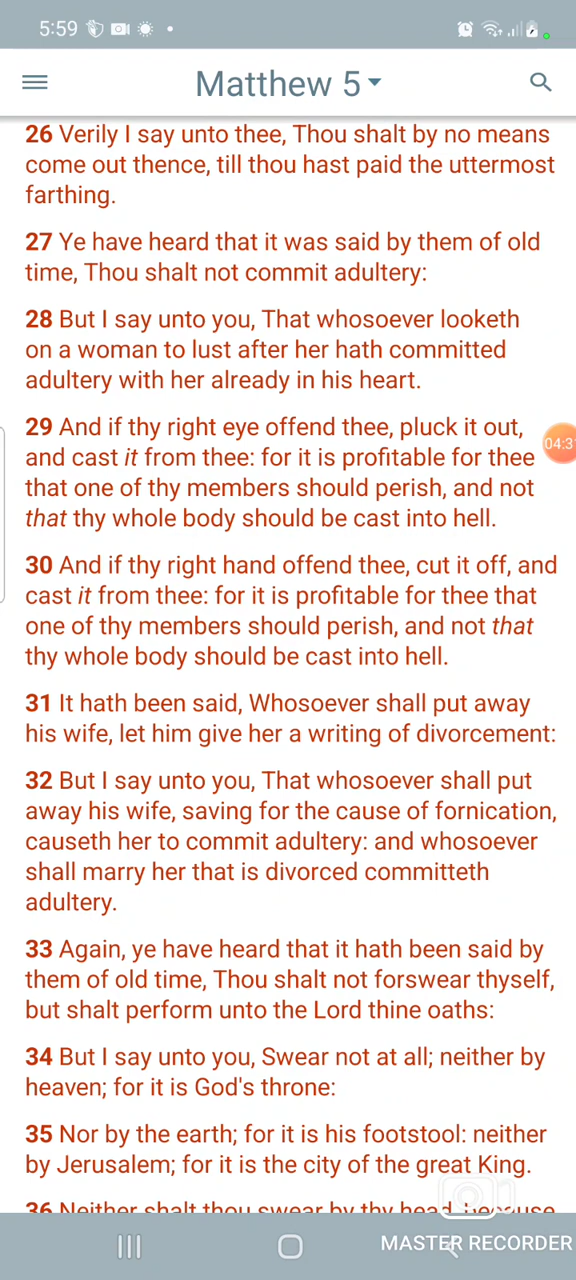 5:59
Matthew 5
26 Verily I say unto thee, Thou shalt by no means
come out thence, till thou hast paid the uttermost
farthing.
27 Ye have heard that it was said by them of old
time, Thou shalt not commit adultery:
28 But I say unto you, That whosoever looketh
on a woman to lust after her hath committed
adultery with her already in his heart.
29 And if thy right eye offend thee, pluck it out,
and cast it from thee: for it is profitable for thee
04:3
that one of thy members should perish, and not
that thy whole body should be cast into hell.
30 And if thy right hand offend thee, cut it off, and
cast it from thee: for it is profitable for thee that
one of thy members should perish, and not that
thy whole body should be cast into hell.
31 It hath been said, Whosoever shall put away
his wife, let him give her a writing of divorcement:
32 But I say unto you, That whosoever shall put
away his wife, saving for the cause of fornication,
causeth her to commit adultery: and whosoever
shall marry her that is divorced committeth
adultery.
33 Again, ye have heard that it hath been said by
them of old time, Thou shalt not forswear thyself,
but shalt perform unto the Lord thine oaths:
34 But I say unto you, Swear not at all; neither by
heaven; for it is God's throne:
35 Nor by the earth; for it is his footstool: neither
by Jerusalem; for it is the city of the great King.
36 Neither shalt thou swear by thy head, because
MASTER RECORDER